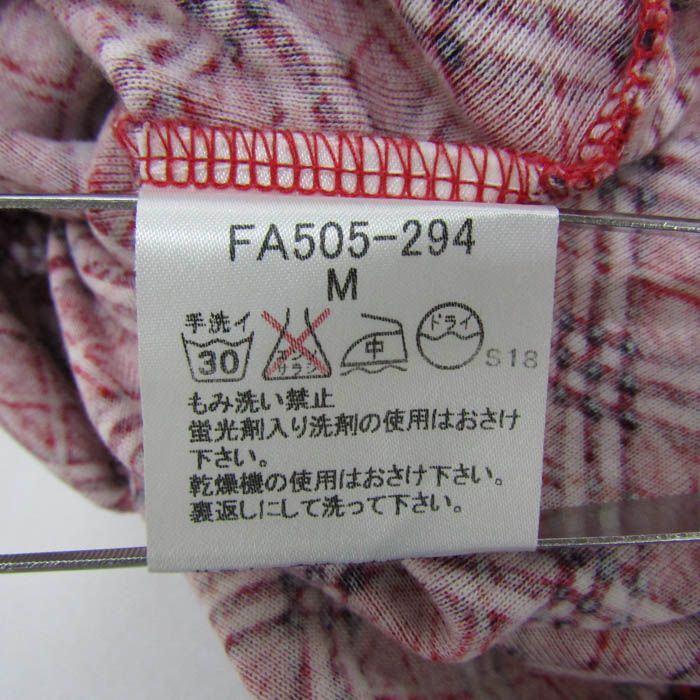 FA505-294
M
手洗イ
30
エンソ
サラシ
中
ドライ
S18
もみ洗い禁止
蛍光剤入り洗剤の使用はおさけ
下さい。
乾燥機の使用はおさけ下さい。
裏返しにして洗って下さい。